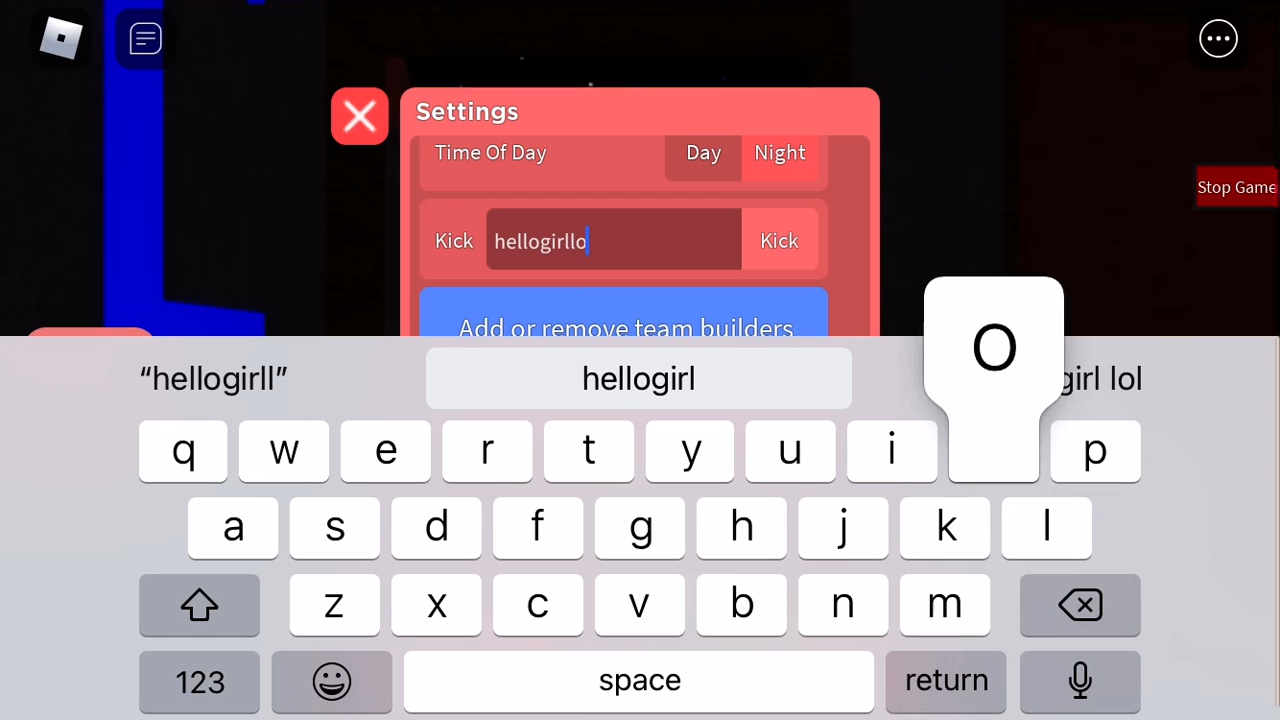 Settings
Time Of Day Day Night
Stop Game
Kick hellogirllo Kick
Add or remove team builders
O
“hellogirll” hellogirl girl lol
q w e r t y u i p
a s d f g h j k l
z x c v b n m
123 space return